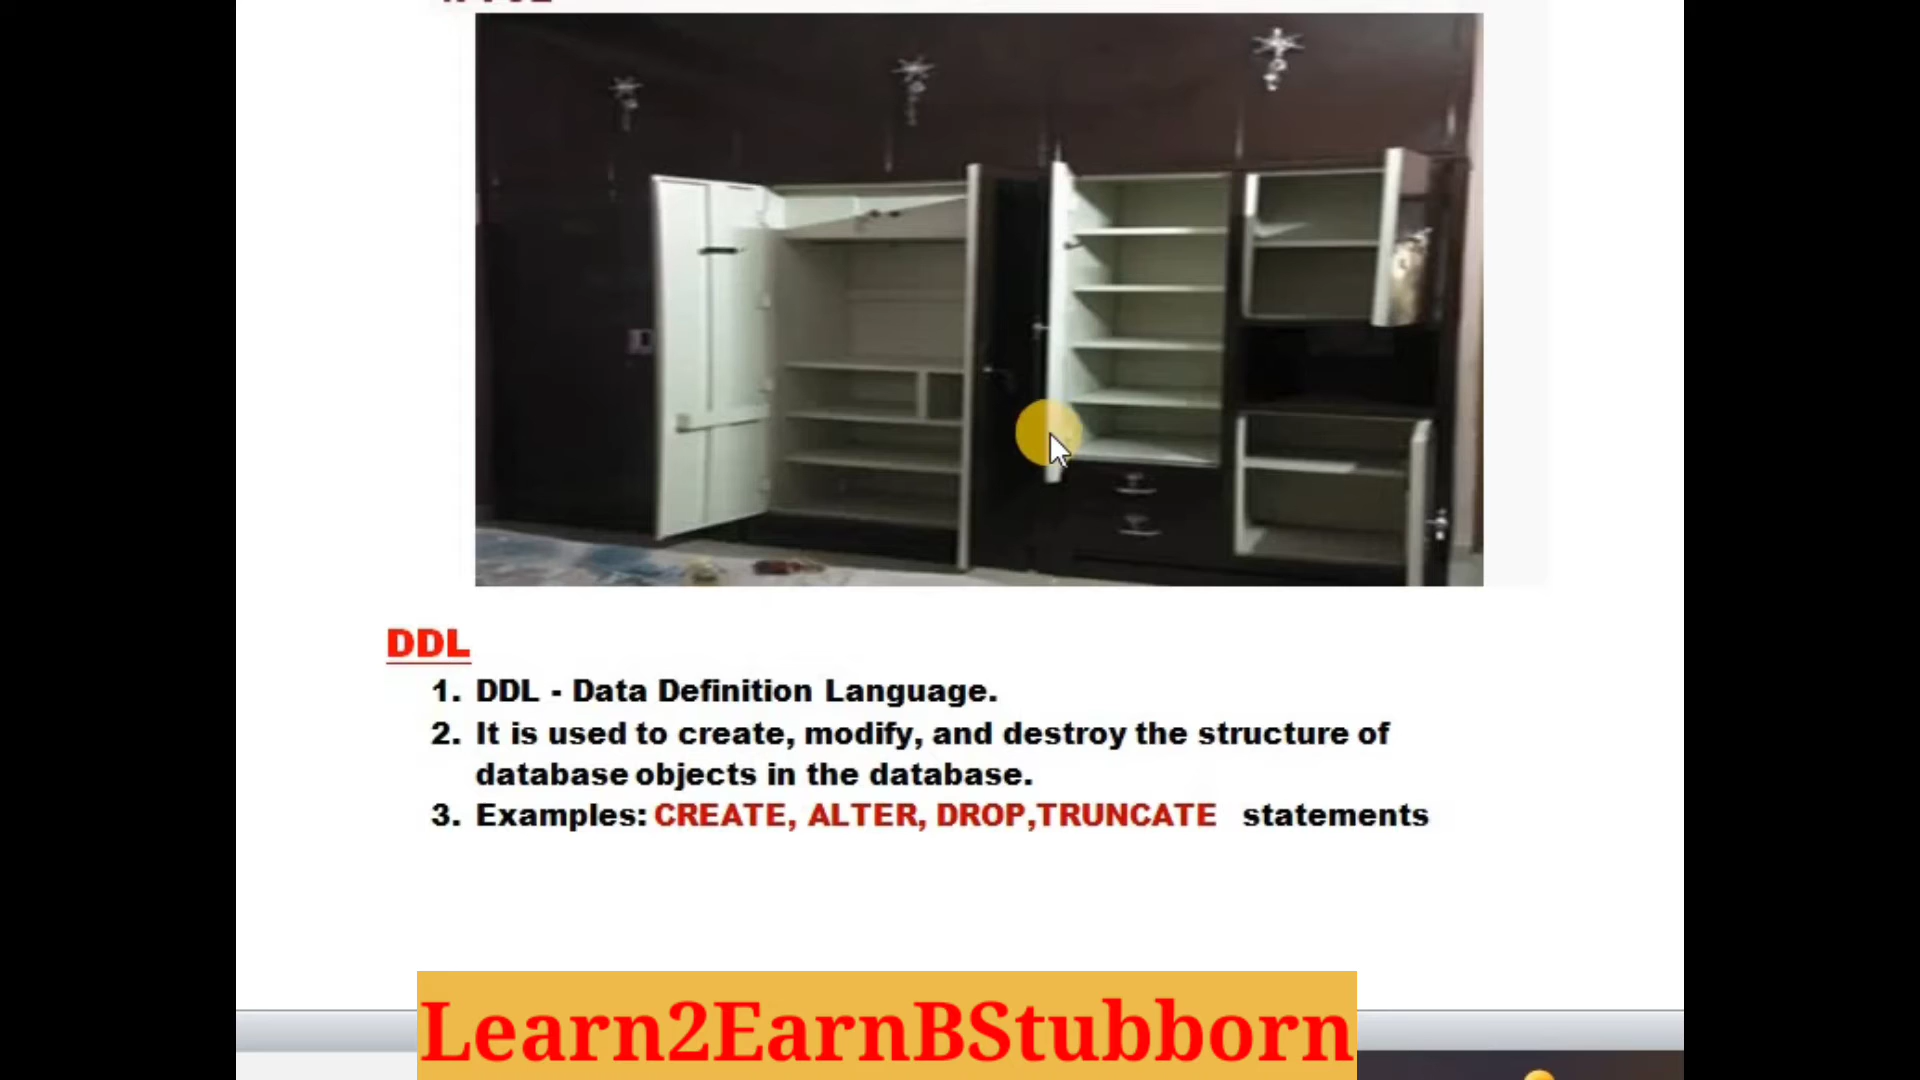 DDL
1. DDL - Data Definition Language.
2. It is used to create, modify, and destroy the structure of
database objects in the database.
3. Examples: CREATE, ALTER, DROP,TRUNCATE statements
Learn2EarnBStubborn